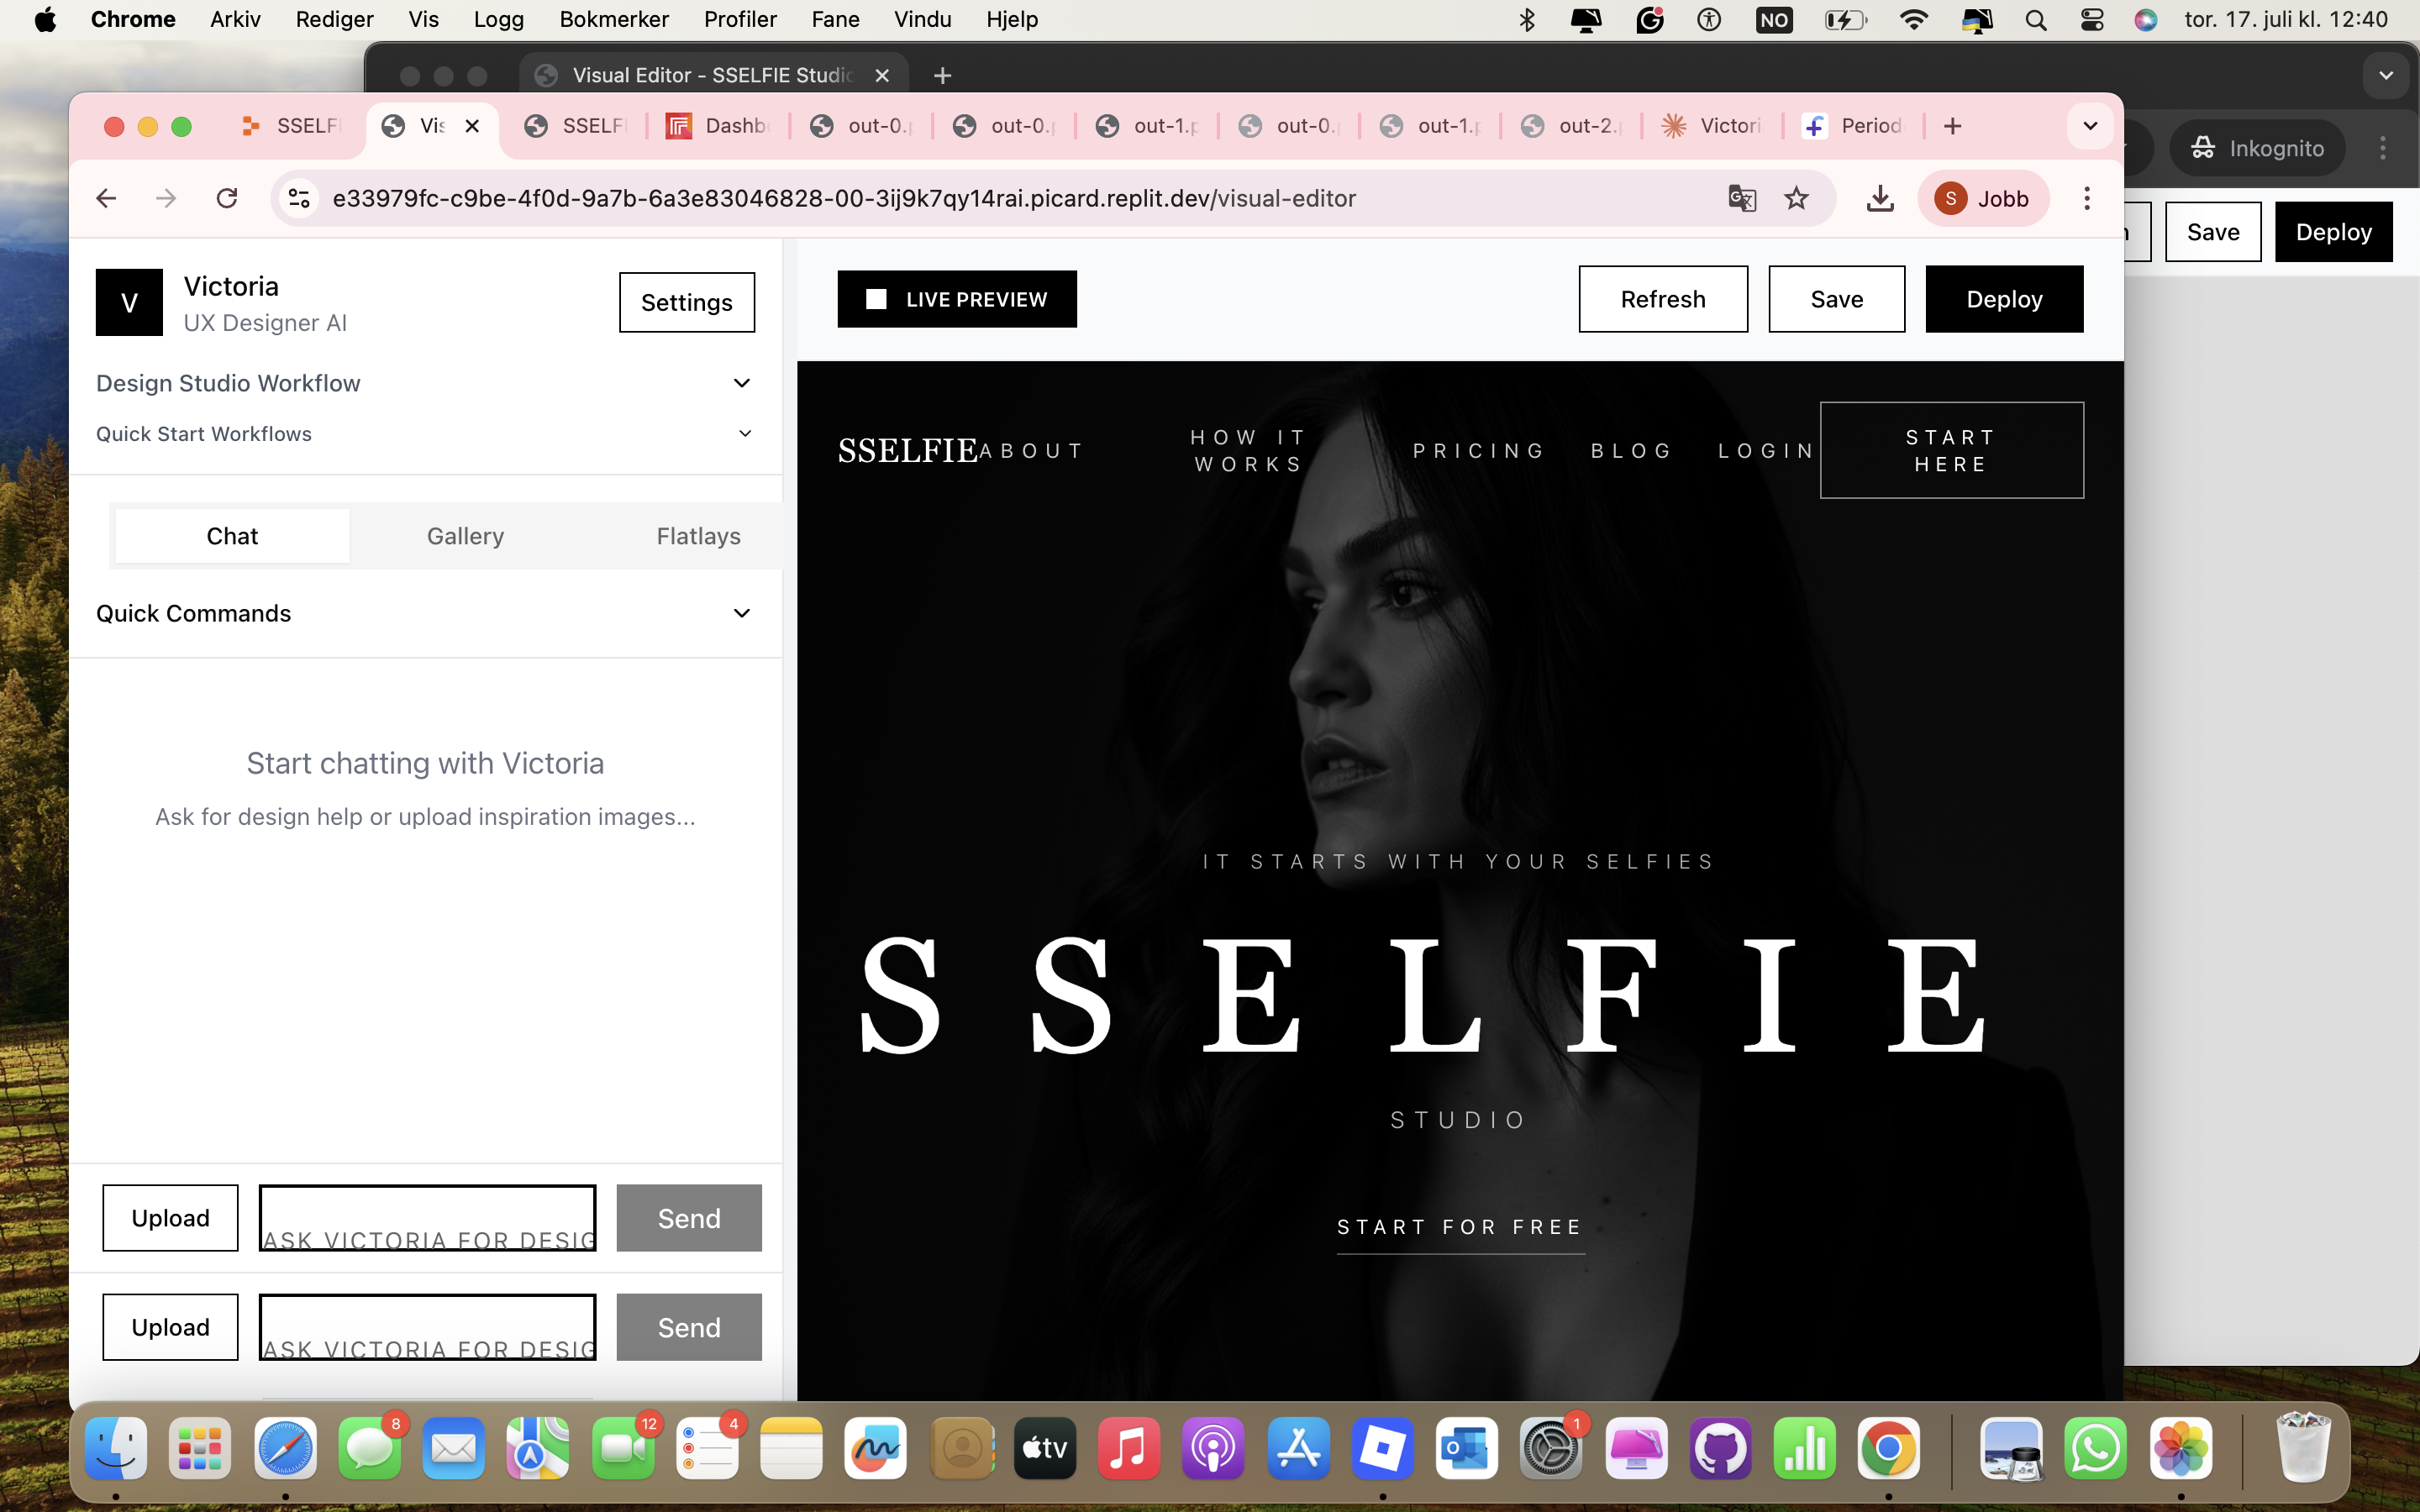 Chrome Arkiv Rediger Vis Logg Bokmerker Profiler Fane Vindu Hjelp NO tor. 17. juli kl. 12:40
Visual Editor - SSELFIE Studio
SSELFI Vis SSELFI Dashbo out-0.p out-0.p out-1.p out-0.p out-1.p out-2.p Victori Period
Inkognito
e33979fc-c9be-4f0d-9a7b-6a3e83046828-00-3ij9k7qy14rai.picard.replit.dev/visual-editor
S Jobb
Save Deploy
V
Victoria
UX Designer AI
Settings
LIVE PREVIEW
Refresh
Save
Deploy
Design Studio Workflow
Quick Start Workflows
Chat Gallery Flatlays
Quick Commands
Start chatting with Victoria
Ask for design help or upload inspiration images...
Upload
ASK VICTORIA FOR DESIG
Send
Upload
ASK VICTORIA FOR DESIG
Send
SSELFIE
ABOUT
HOW IT
WORKS
PRICING
BLOG
LOGIN
START
HERE
IT STARTS WITH YOUR SELFIES
SSELFIE
STUDIO
START FOR FREE
8
12
4
tv
1